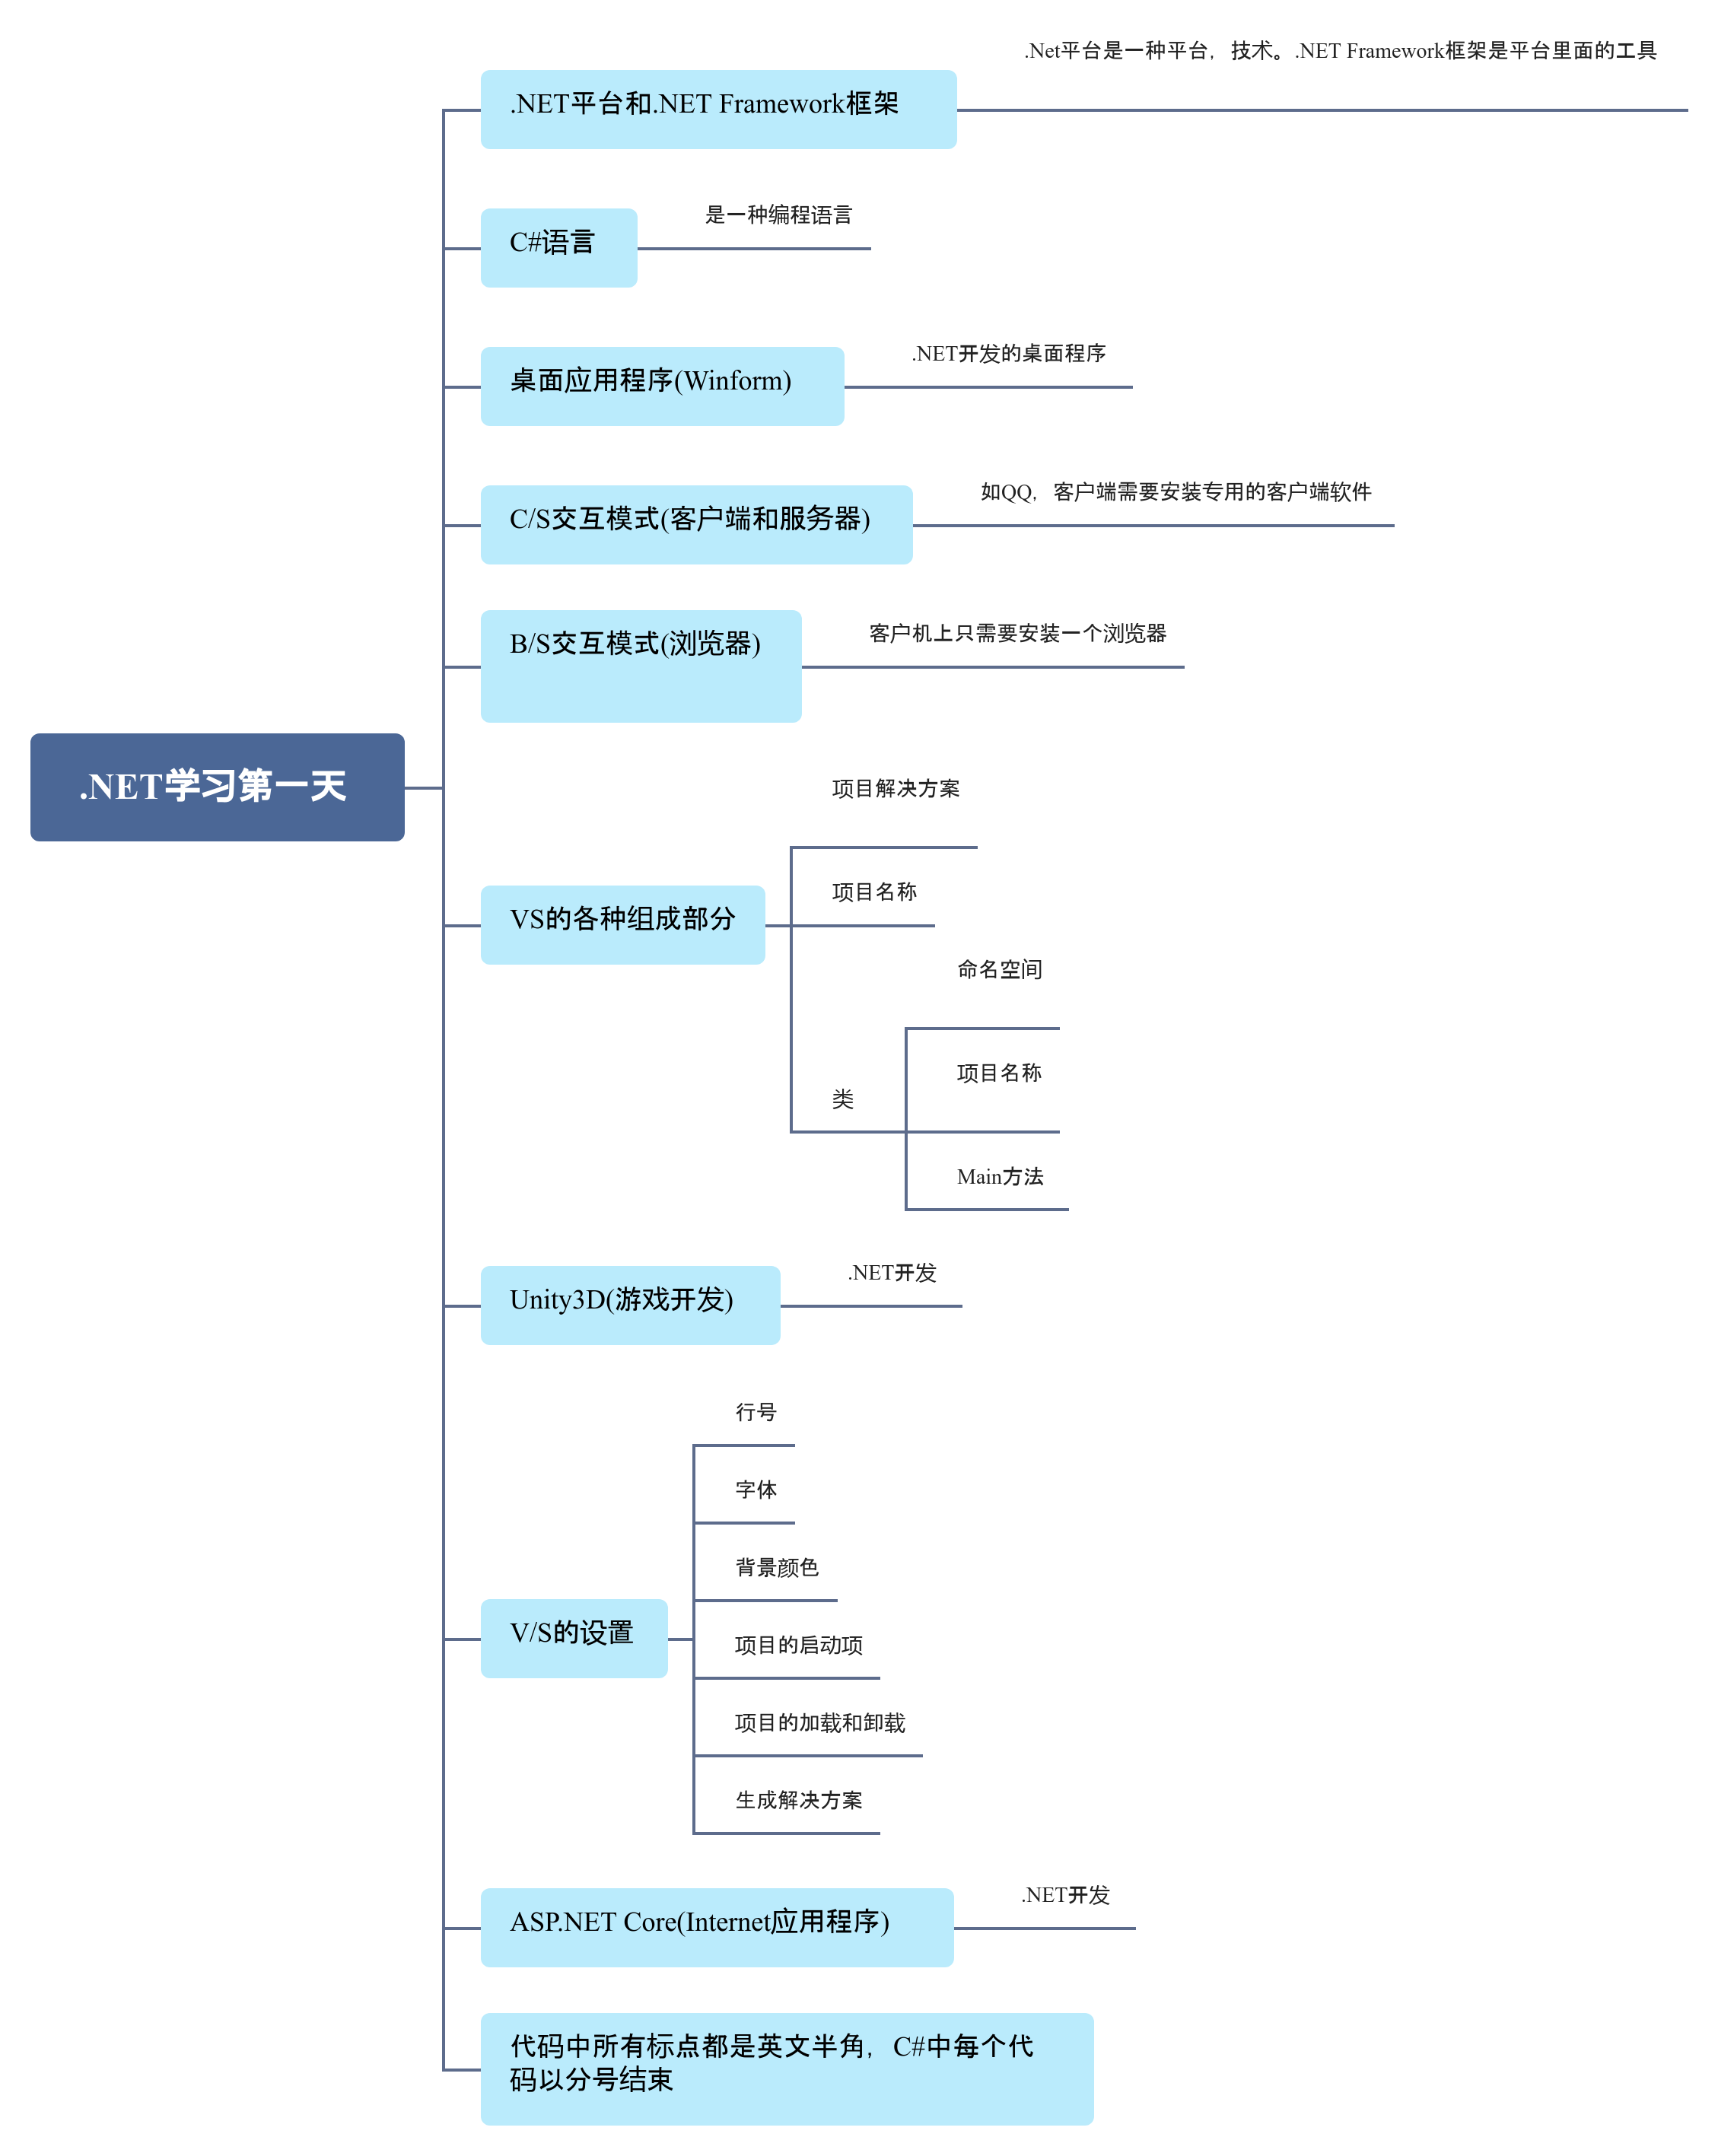 .NET学习第一天
.NET平台和.NET Framework框架
.Net平台是一种平台，技术。.NET Framework框架是平台里面的工具
C#语言
是一种编程语言
桌面应用程序(Winform)
.NET开发的桌面程序
C/S交互模式(客户端和服务器)
如QQ，客户端需要安装专用的客户端软件
B/S交互模式(浏览器)
客户机上只需要安装一个浏览器
VS的各种组成部分
项目解决方案
项目名称
类
命名空间
项目名称
Main方法
Unity3D(游戏开发)
.NET开发
V/S的设置
行号
字体
背景颜色
项目的启动项
项目的加载和卸载
生成解决方案
ASP.NET Core(Internet应用程序)
.NET开发
代码中所有标点都是英文半角，C#中每个代
码以分号结束